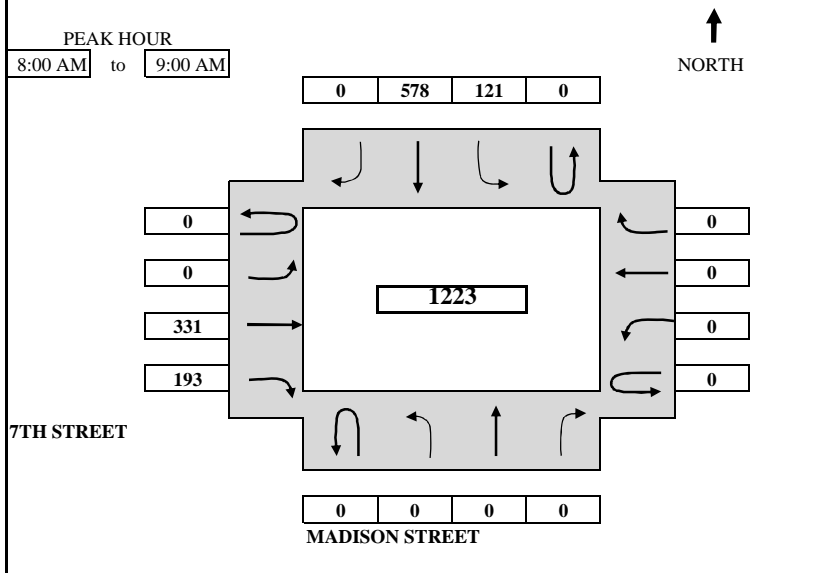 PEAK HOUR
8:00 AM to 9:00 AM
NORTH
0 578 121 0
0 0
0 0
1223
331 0
193 0
7TH STREET
0 0 0 0
MADISON STREET